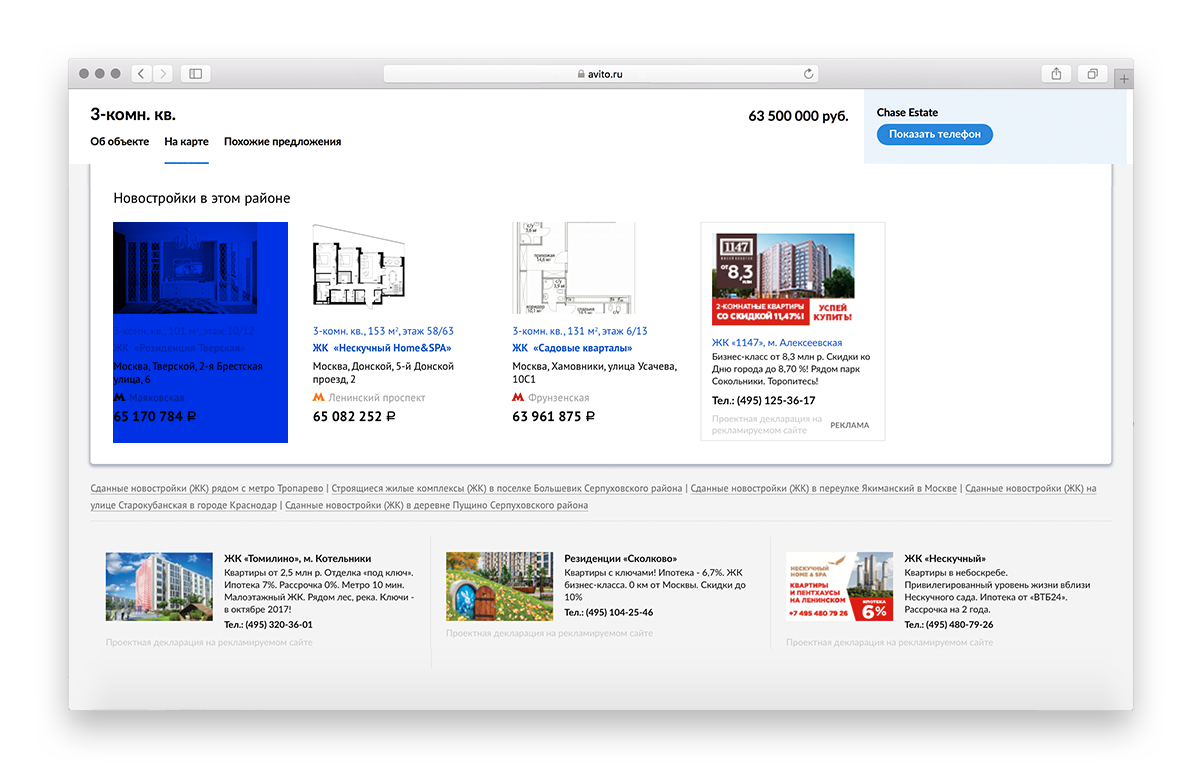 avito.ru
3-комн. кв.
63 500 000 руб.
Chase Estate
Показать телефон
Об объекте На карте Похожие предложения
Новостройки в этом районе
3-комн. кв., 101 м², этаж 10/12
ЖК «Резиденция Тверская»
Москва, Тверской, 2-я Брестская
улица, 6
Маяковская
65 170 784 ₽
прихожая
3-комн. кв., 153 м², этаж 58/63
ЖК «Нескучный Home&SPA»
Москва, Донской, 5-й Донской
проезд, 2
Ленинский проспект
65 082 252 ₽
3-комн. кв., 131 м², этаж 6/13
ЖК «Садовые кварталы»
Москва, Хамовники, улица Усачева,
10С1
Фрунзенская
63 961 875 ₽
1147
от 8,3 млн
2-КОМНАТНЫЕ КВАРТИРЫ
СО СКИДКОЙ 11,47%!
УСПЕЙ
КУПИТЬ!
ЖК «1147», м. Алексеевская
Бизнес-класс от 8,3 млн р. Скидки ко
Дню города до 8,70 %! Рядом парк
Сокольники. Торопитесь!
Тел.: (495) 125-36-17
Проектная декларация на
рекламируемом сайте
РЕКЛАМА
Сданные новостройки (ЖК) рядом с метро Тропарево | Строящиеся жилые комплексы (ЖК) в поселке Большевик Серпуховского района | Сданные новостройки (ЖК) в переулке Якиманский в Москве | Сданные новостройки (ЖК) на
улице Старокубанская в городе Краснодар | Сданные новостройки (ЖК) в деревне Пущино Серпуховского района
ЖК «Томилино», м. Котельники
Квартиры от 2,5 млн р. Отделка «под ключ».
Ипотека 7%. Рассрочка 0%. Метро 10 мин.
Малоэтажный ЖК. Рядом лес, река. Ключи -
в октябре 2017!
Тел.: (495) 320-36-01
Проектная декларация на рекламируемом сайте
Резиденции «Сколково»
Квартиры с ключами! Ипотека - 6,7%. ЖК
бизнес-класса. 0 км от Москвы. Скидки до
10%
Тел.: (495) 104-25-46
Проектная декларация на рекламируемом сайте
НЕСКУЧНЫЙ
HOME & SPA
КВАРТИРЫ
И ПЕНТХАУСЫ
НА ЛЕНИНСКОМ
+7 495 480 79 26
ИПОТЕКА
6%
ЖК «Нескучный»
Квартиры в небоскребе.
Привилегированный уровень жизни вблизи
Нескучного сада. Ипотека от «ВТБ24».
Рассрочка на 2 года.
Тел.: (495) 480-79-26
Проектная декларация на рекламируемом сайте